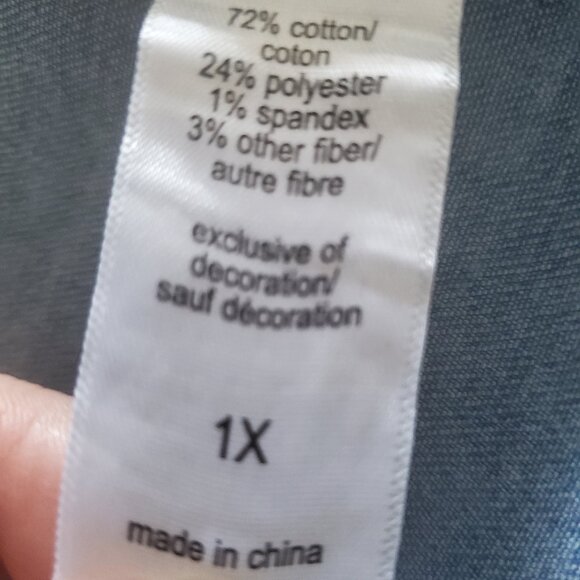 72% cotton/
coton
24% polyester
1% spandex
3% other fiber/
autre fibre
exclusive of
decoration/
sauf décoration
1X
made in china